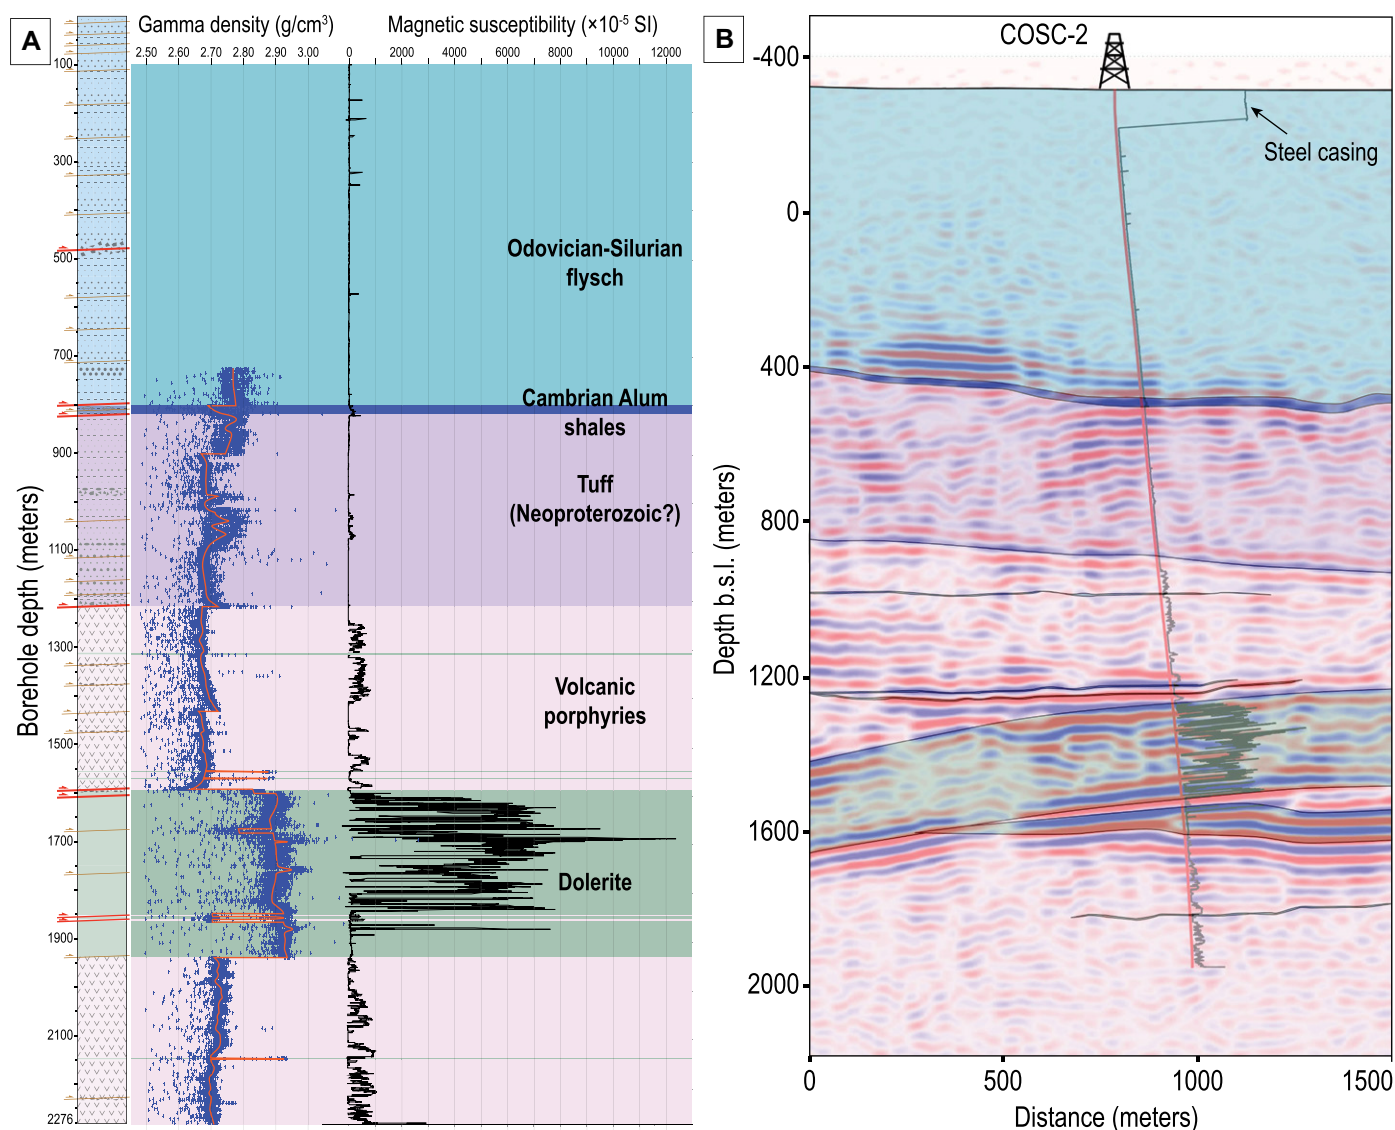 A
Gamma density (g/cm³)
Magnetic susceptibility (×10⁻⁵ SI)
2.50 2.60 2.70 2.80 2.90 3.00
0 2000 4000 6000 8000 10000 12000
Borehole depth (meters)
100
300
500
700
900
1100
1300
1500
1700
1900
2100
2276
Odovician-Silurian
flysch
Cambrian Alum
shales
Tuff
(Neoproterozoic?)
Volcanic
porphyries
Dolerite
B
COSC-2
Steel casing
Depth b.s.l. (meters)
-400
0
400
800
1200
1600
2000
0 500 1000 1500
Distance (meters)